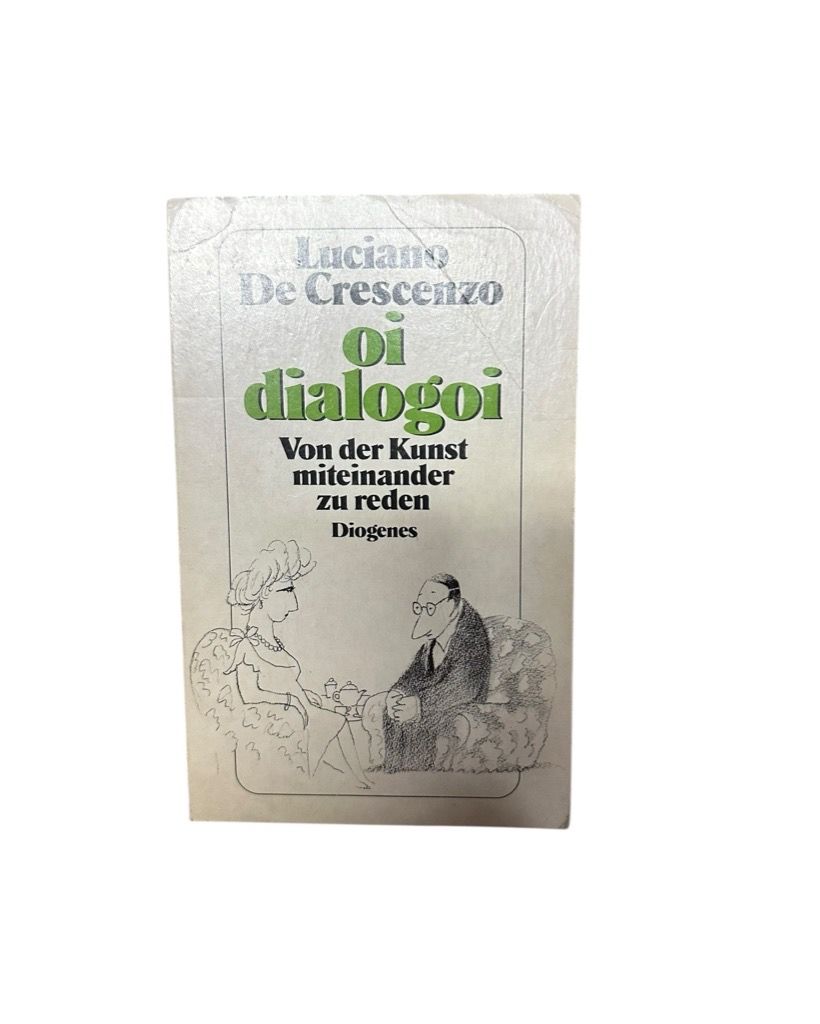 Luciano
De Crescenzo
oi
dialogoi
Von der Kunst
miteinander
zu reden
Diogenes